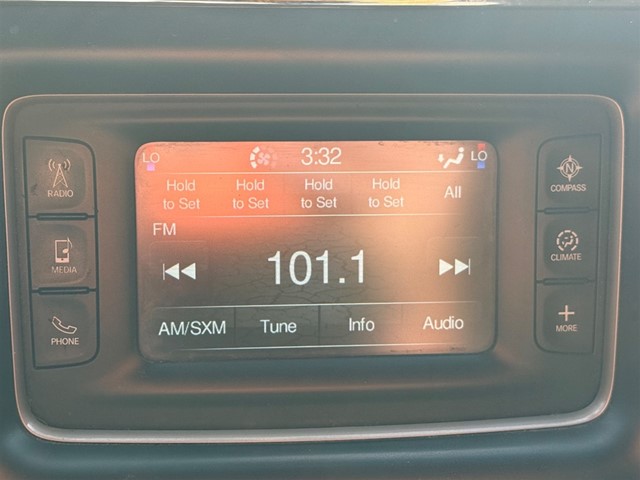 LO 3:32 LO
Hold to Set
Hold to Set
Hold to Set
Hold to Set
All
FM
101.1
AM/SXM Tune Info Audio
RADIO
MEDIA
PHONE
COMPASS
CLIMATE
MORE